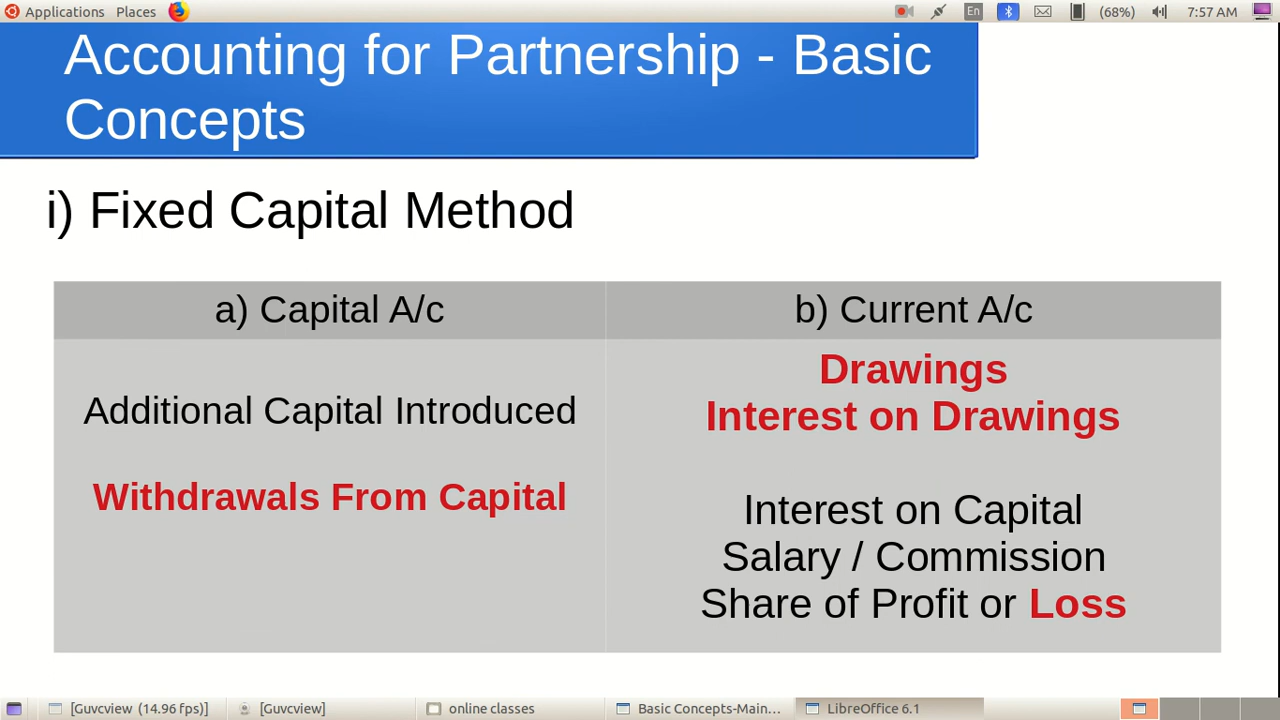 Applications Places En (68%) 7:57 AM
Accounting for Partnership - Basic
Concepts
i) Fixed Capital Method
a) Capital A/c
Additional Capital Introduced
Withdrawals From Capital
b) Current A/c
Drawings
Interest on Drawings
Interest on Capital
Salary / Commission
Share of Profit or Loss
[Guvcview (14.96 fps)] [Guvcview] online classes Basic Concepts-Main... LibreOffice 6.1